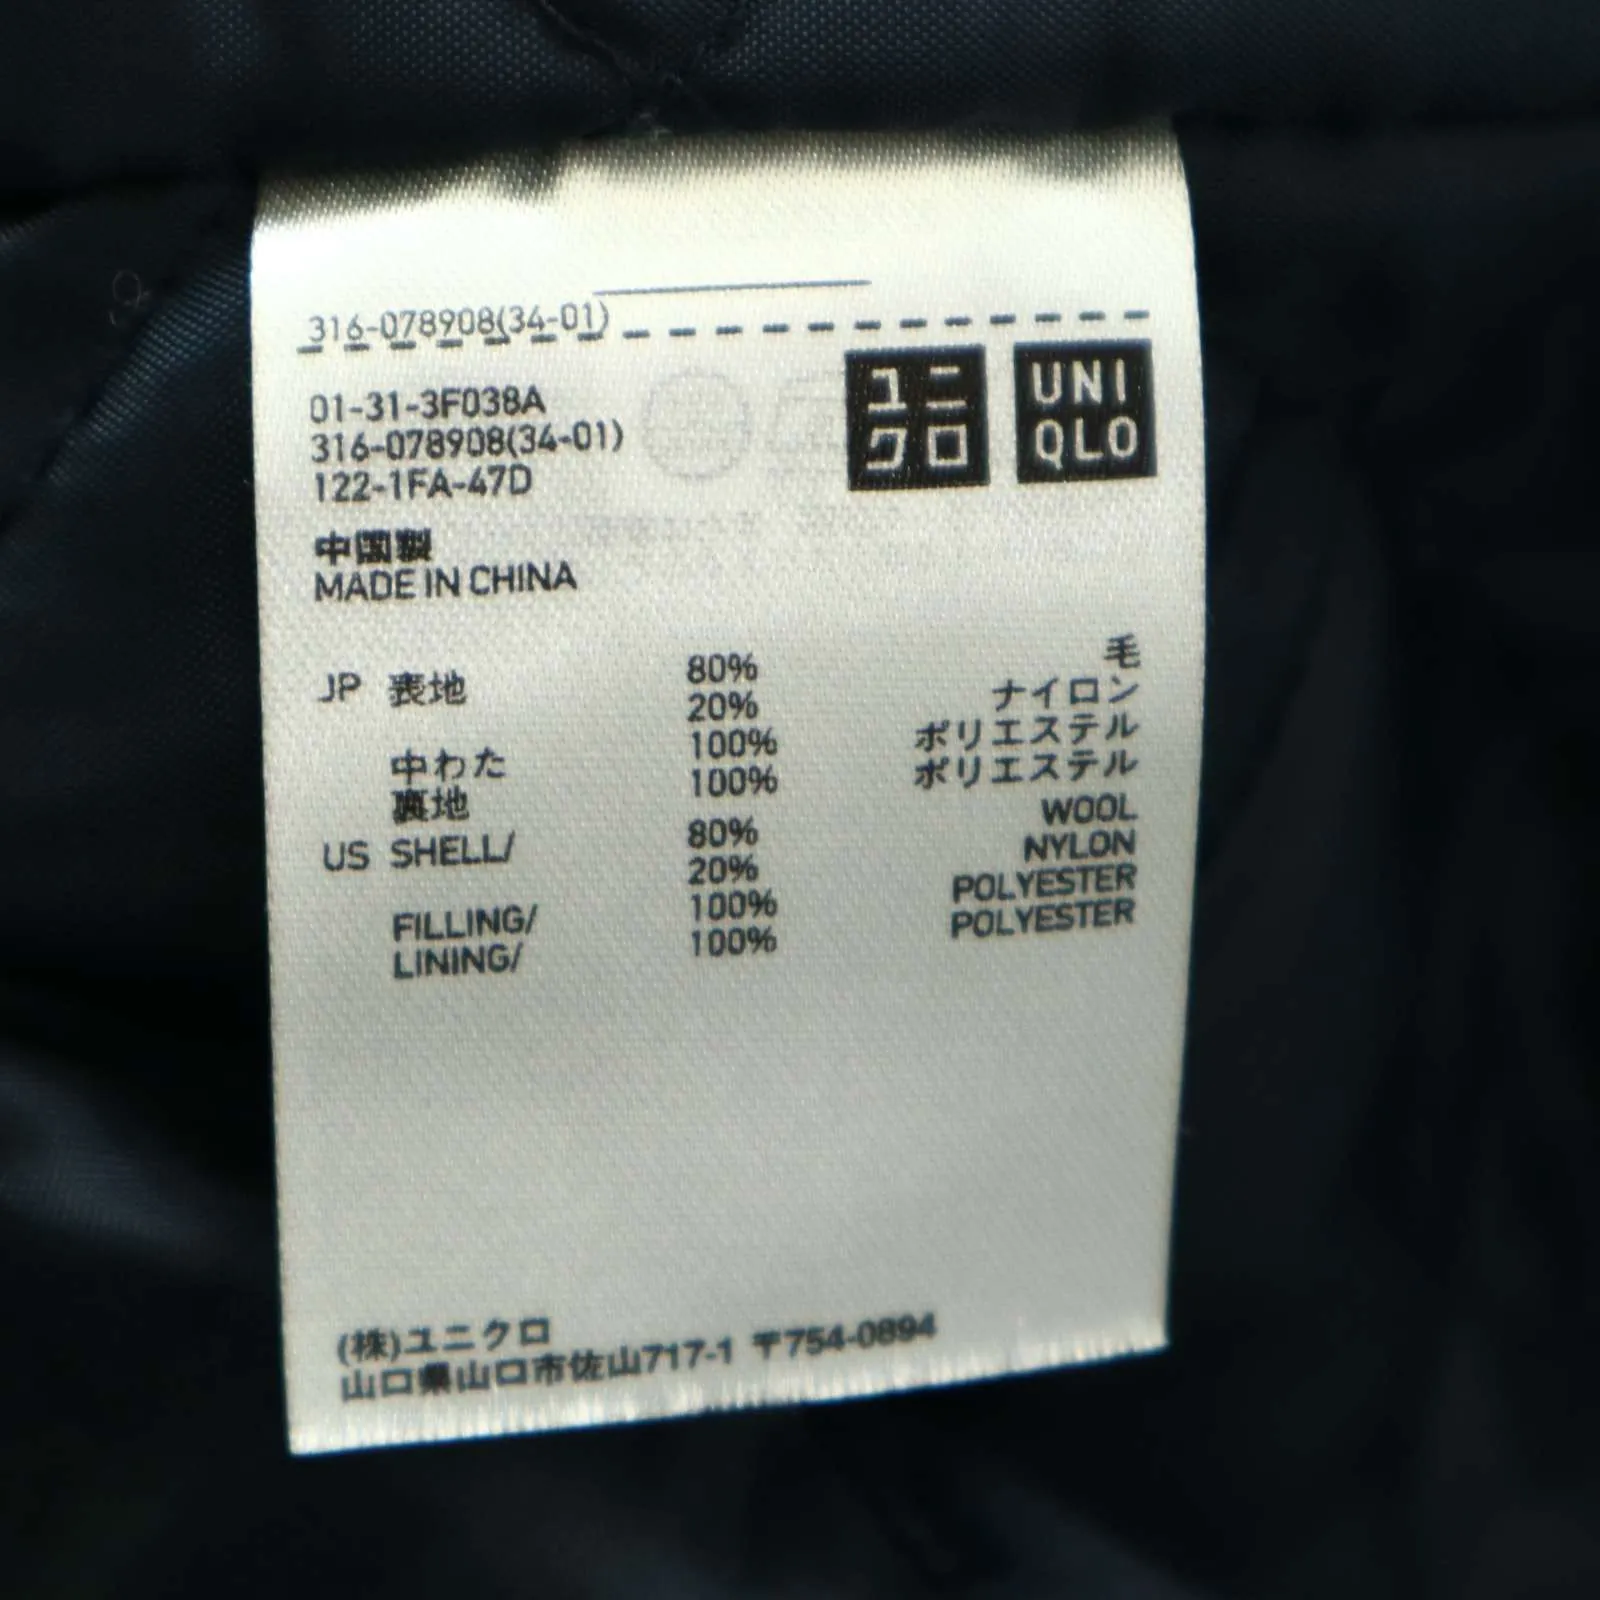 316-078908(34-01)
ユニクロ
UNIQLO
01-31-3F038A
316-078908(34-01)
122-1FA-47D
中国製
MADE IN CHINA
JP 表地 80% 毛
20% ナイロン
中わた 100% ポリエステル
裏地 100% ポリエステル
US SHELL/ 80% WOOL
20% NYLON
FILLING/ 100% POLYESTER
LINING/ 100% POLYESTER
(株)ユニクロ
山口県山口市佐山717-1 〒754-0894